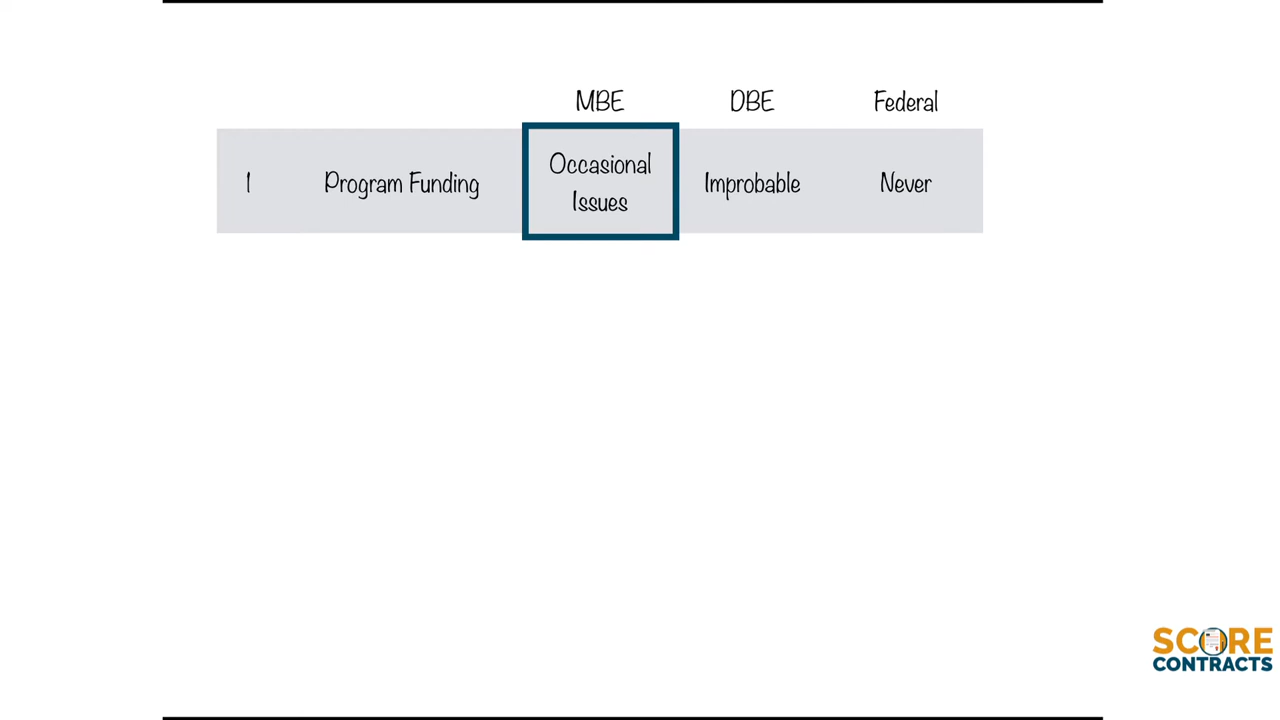 MBE DBE Federal
1 Program Funding Occasional Issues Improbable Never
SCORE
CONTRACTS